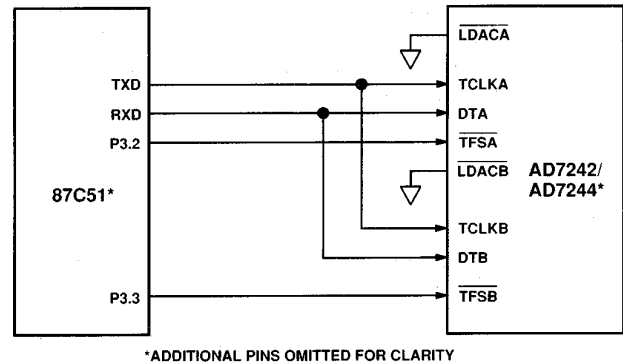 LDACA
TXD
TCLKA
RXD
DTA
P3.2
TFSA
LDACB
AD7242/
AD7244*
87C51*
TCLKB
DTB
P3.3
TFSB
*ADDITIONAL PINS OMITTED FOR CLARITY